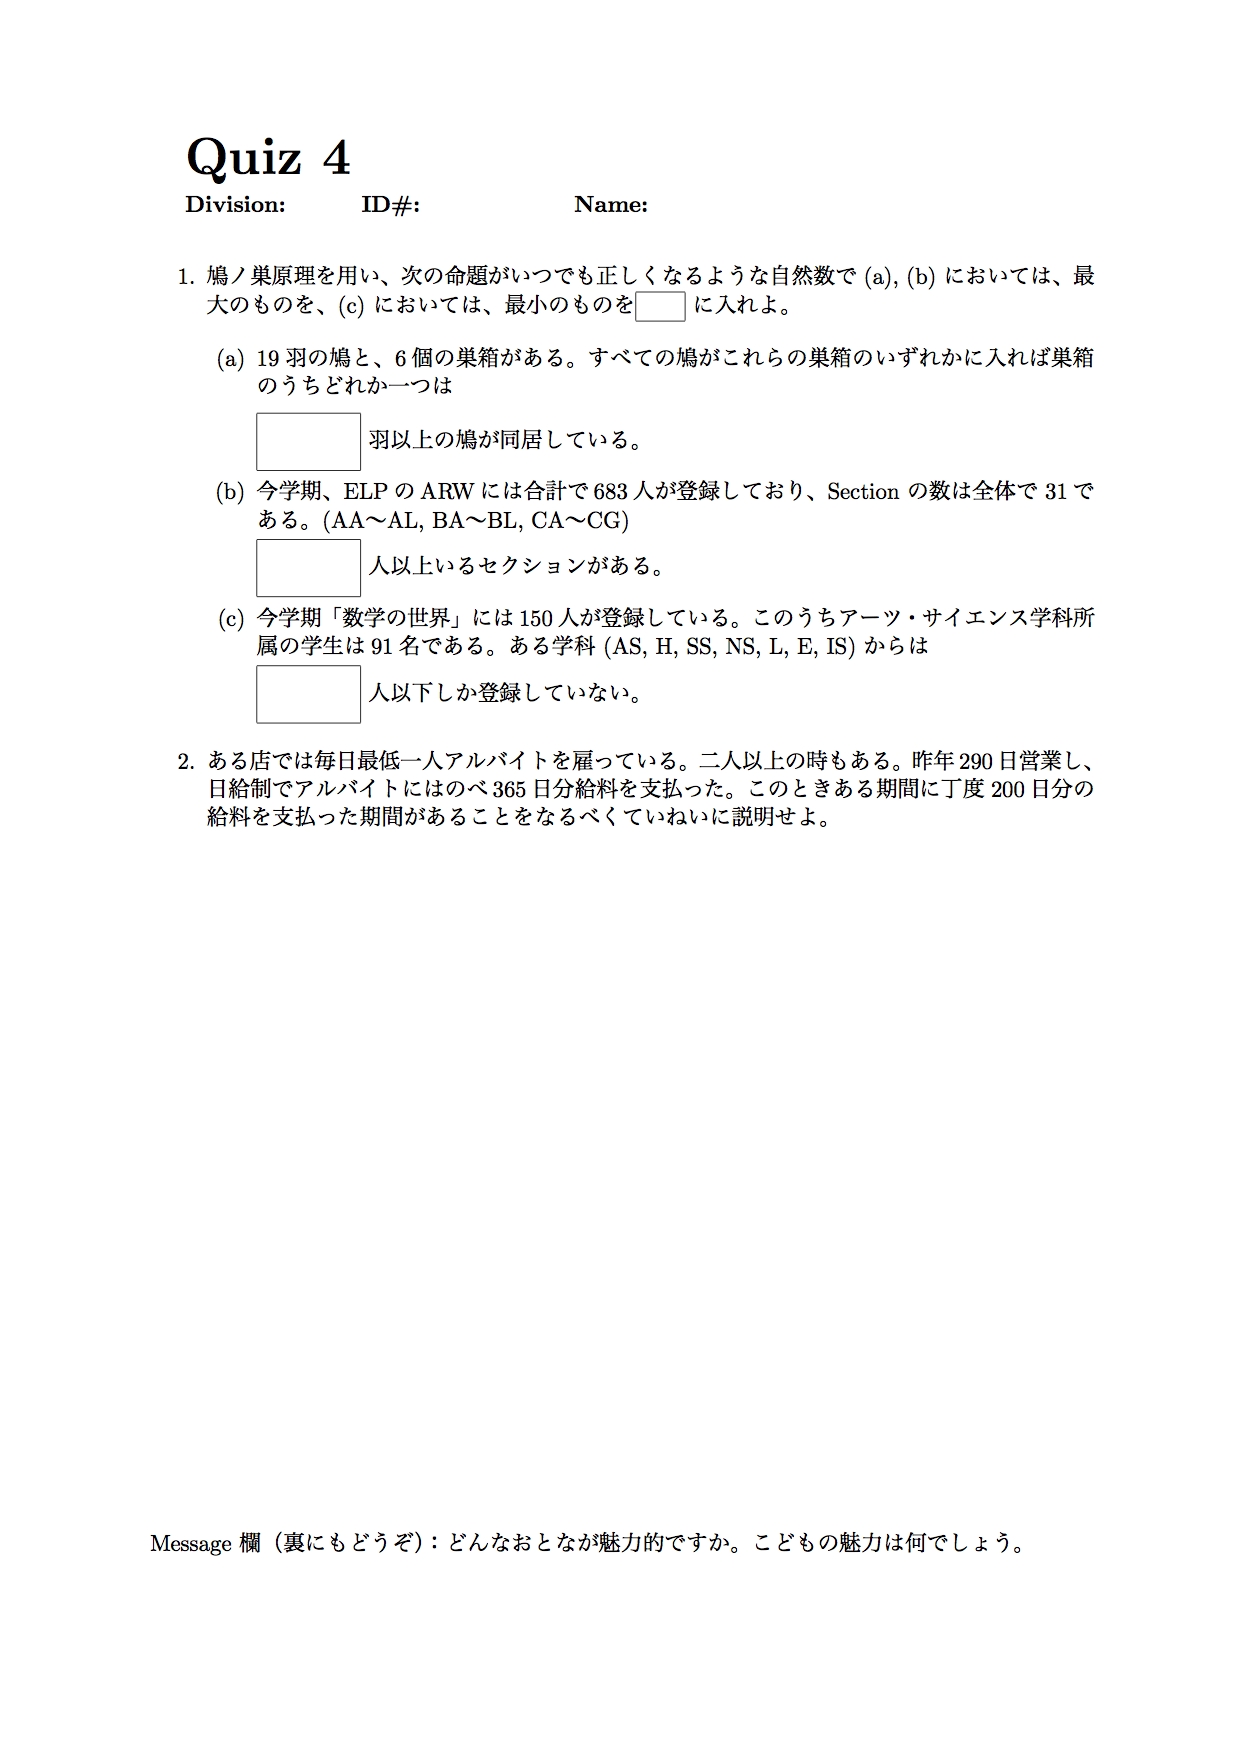 Quiz 4
Division: ID#: Name:
1. 鳩ノ巣原理を用い、次の命題がいつでも正しくなるような自然数で (a), (b) においては、最
大のものを、(c) においては、最小のものを に入れよ。
(a) 19 羽の鳩と、6 個の巣箱がある。すべての鳩がこれらの巣箱のいずれかに入れば巣箱
のうちどれか一つは
羽以上の鳩が同居している。
(b) 今学期、ELP の ARW には合計で 683 人が登録しており、Section の数は全体で 31 で
ある。(AA〜AL, BA〜BL, CA〜CG)
人以上いるセクションがある。
(c) 今学期「数学の世界」には 150 人が登録している。このうちアーツ・サイエンス学科所
属の学生は 91 名である。ある学科 (AS, H, SS, NS, L, E, IS) からは
人以下しか登録していない。
2. ある店では毎日最低一人アルバイトを雇っている。二人以上の時もある。昨年 290 日営業し、
日給制でアルバイトにはのべ 365 日分給料を支払った。このときある期間に丁度 200 日分の
給料を支払った期間があることをなるべくていねいに説明せよ。
Message 欄（裏にもどうぞ）：どんなおとなが魅力的ですか。こどもの魅力は何でしょう。